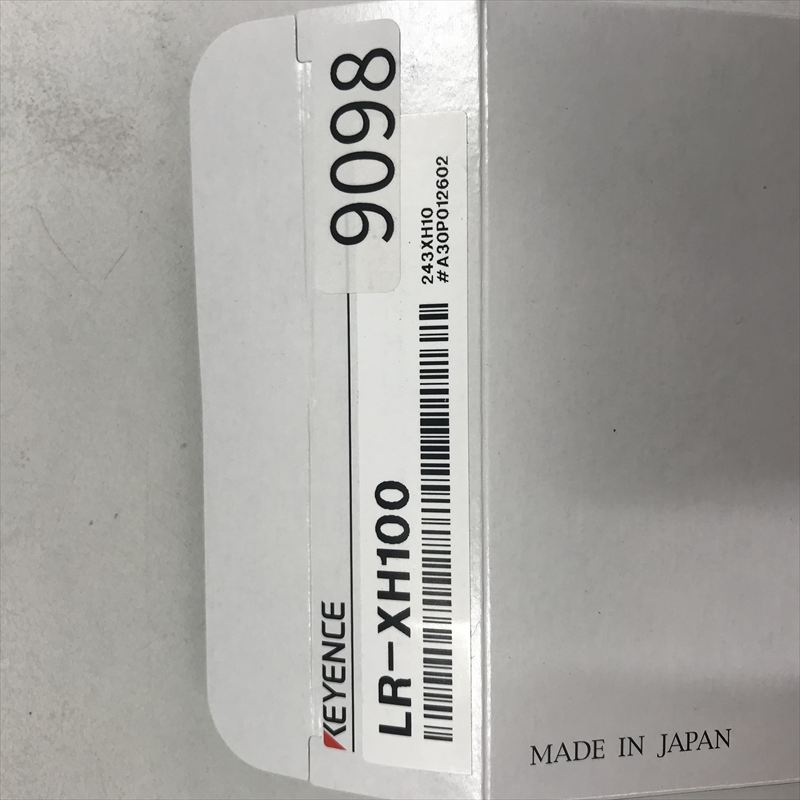 9098
KEYENCE
LR-XH100
243XH10
#A30P012602
MADE IN JAPAN